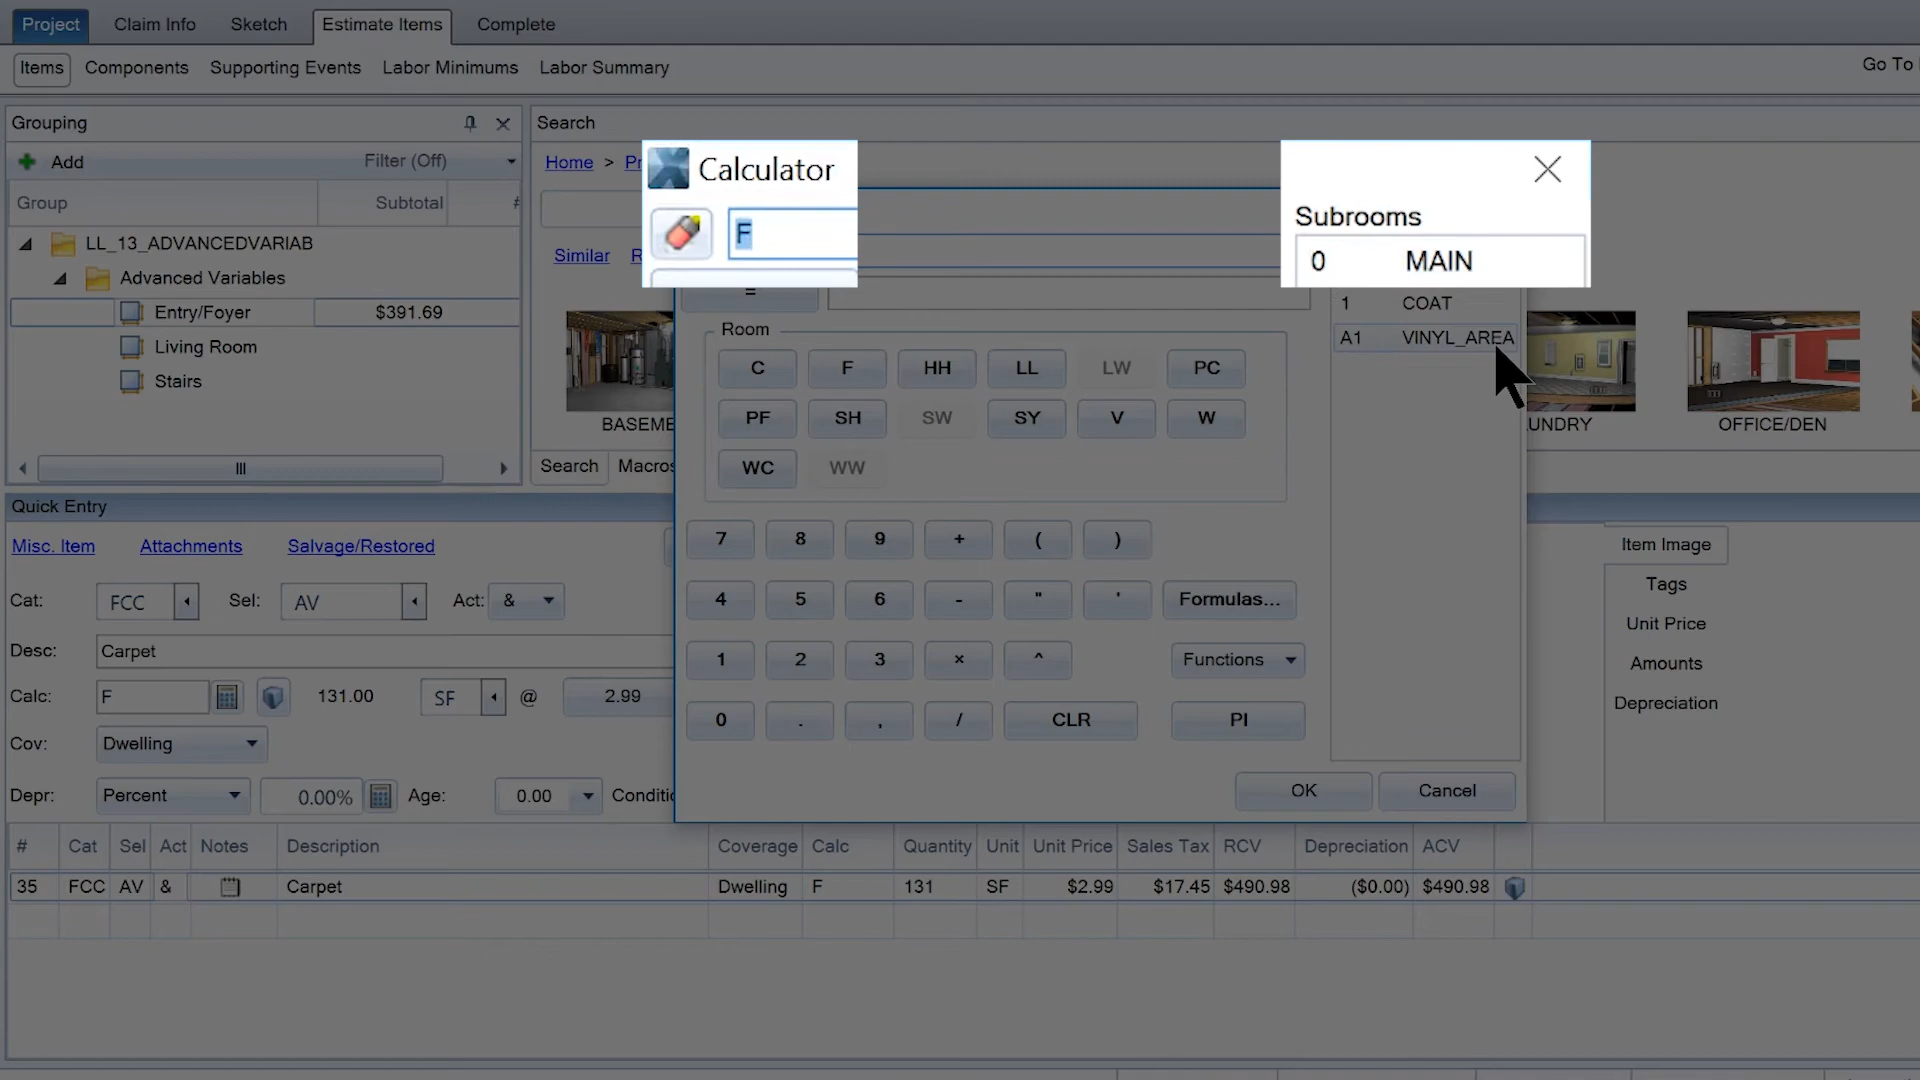 Project Claim Info Sketch Estimate Items Complete
Items Components Supporting Events Labor Minimums Labor Summary Go To
Grouping
Add Filter (Off)
Group Subtotal #
LL_13_ADVANCEDVARIAB
Advanced Variables
Entry/Foyer $391.69
Living Room
Stairs
Search
Home >
Similar
BASEME
UNDRY
OFFICE/DEN
Search Macros
Calculator
F
=
Room
C F HH LL LW PC
PF SH SW SY V W
WC WW
7 8 9 + ( )
4 5 6 - " ' Formulas...
1 2 3 × ^ Functions
0 . , / CLR PI
OK Cancel
Subrooms
0 MAIN
1 COAT
A1 VINYL_AREA
Quick Entry
Misc. Item Attachments Salvage/Restored
Cat: FCC Sel: AV Act: &
Desc: Carpet
Calc: F 131.00 SF @ 2.99
Cov: Dwelling
Depr: Percent 0.00% Age: 0.00 Conditio
Item Image
Tags
Unit Price
Amounts
Depreciation
# Cat Sel Act Notes Description Coverage Calc Quantity Unit Unit Price Sales Tax RCV Depreciation ACV
35 FCC AV & Carpet Dwelling F 131 SF $2.99 $17.45 $490.98 ($0.00) $490.98